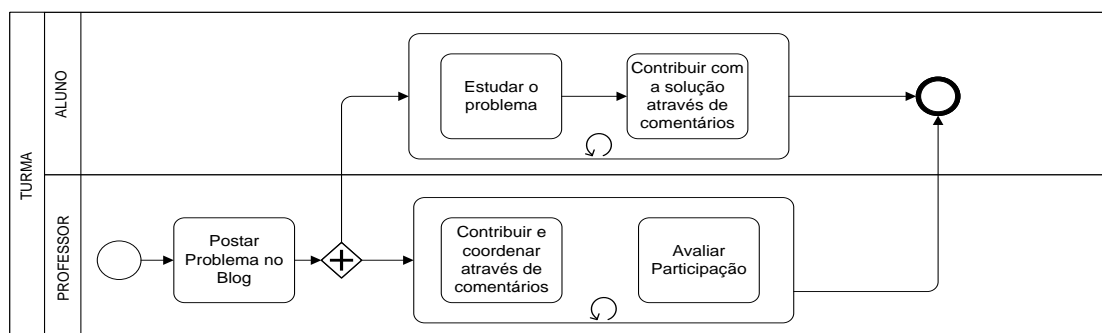 TURMA
ALUNO
Estudar o
problema
Contribuir com
a solução
através de
comentários
PROFESSOR
Postar
Problema no
Blog
Contribuir e
coordenar
através de
comentários
Avaliar
Participação